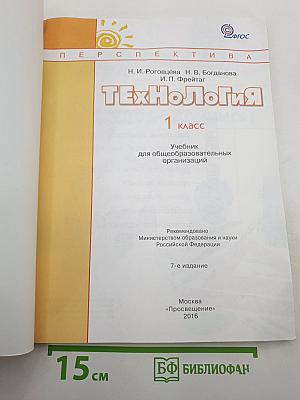 ФГОС
ПЕРСПЕКТИВА
Н. И. Роговцева Н. В. Богданова
И. П. Фрейтаг
ТЕХНОЛОГИЯ
1 класс
Учебник
для общеобразовательных
организаций
Рекомендовано
Министерством образования и науки
Российской Федерации
7-е издание
Москва
«Просвещение»
2016
15 см
БФ БИБЛИОФАН